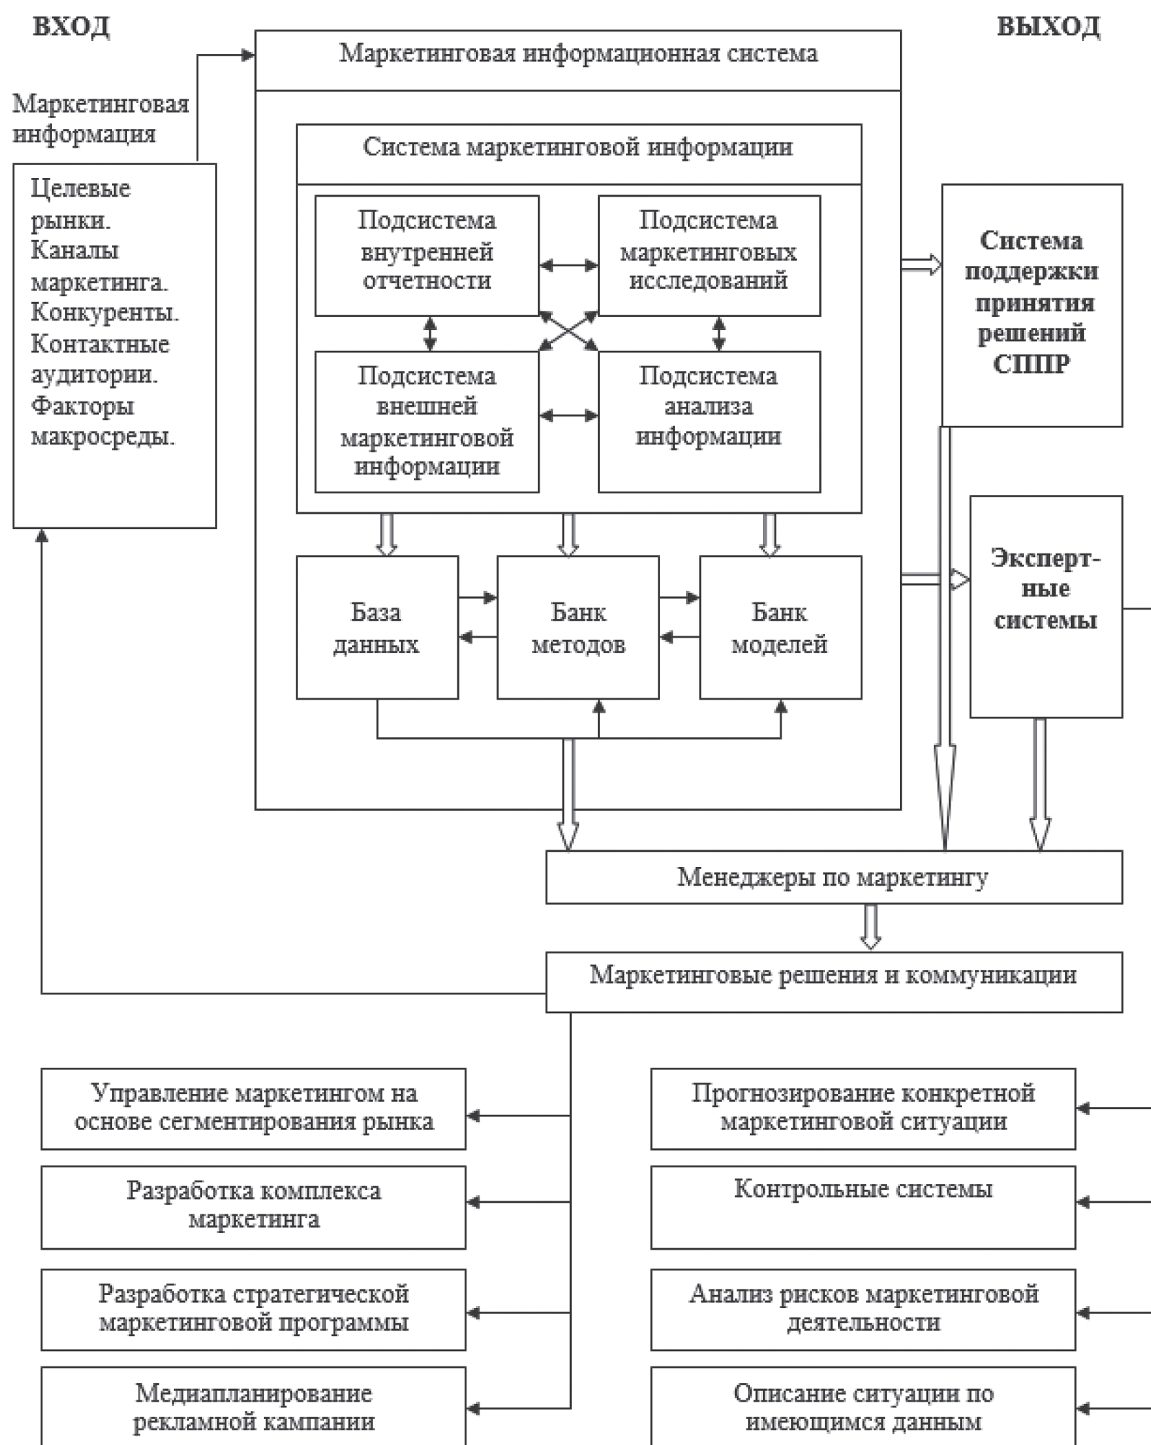 ВХОД
ВЫХОД
Маркетинговая информационная система
Маркетинговая
информация
Целевые
рынки.
Каналы
маркетинга.
Конкуренты.
Контактные
аудитории.
Факторы
макросреды.
Система маркетинговой информации
Подсистема
внутренней
отчетности
Подсистема
маркетинговых
исследований
Подсистема
внешней
маркетинговой
информации
Подсистема
анализа
информации
Система
поддержки
принятия
решений
СППР
База
данных
Банк
методов
Банк
моделей
Эксперт-
ные
системы
Менеджеры по маркетингу
Маркетинговые решения и коммуникации
Управление маркетингом на
основе сегментирования рынка
Разработка комплекса
маркетинга
Разработка стратегической
маркетинговой программы
Медиапланирование
рекламной кампании
Прогнозирование конкретной
маркетинговой ситуации
Контрольные системы
Анализ рисков маркетинговой
деятельности
Описание ситуации по
имеющимся данным